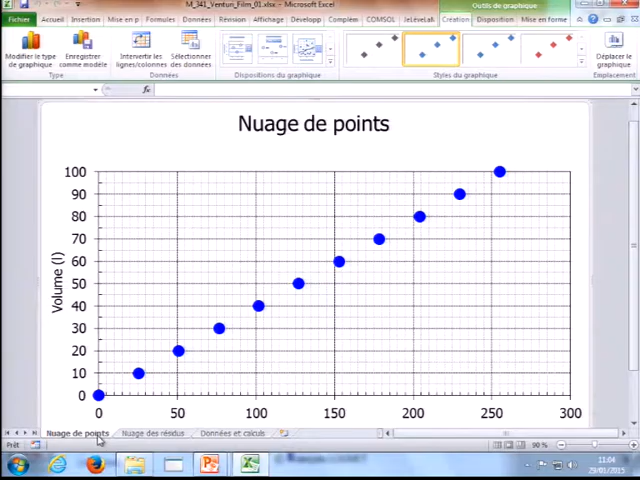 M_341_Venturi_Film_01.xlsx - Microsoft Excel
Outils de graphique
Fichier Accueil Insertion Mise en p Formules Données Révision Affichage Développ Complém COMSOL Création Disposition Mise en forme
Modifier le type de graphique
Enregistrer comme modèle
Intervertir les lignes/colonnes
Sélectionner des données
Déplacer le graphique
Type Données Dispositions du graphique Styles du graphique Emplacement
fx
Nuage de points
Volume (l)
100
90
80
70
60
50
40
30
20
10
0
0 50 100 150 200 250 300
Nuage de points Nuage des résidus Données et calculs
Prêt 90 %
11:04
29/01/2015